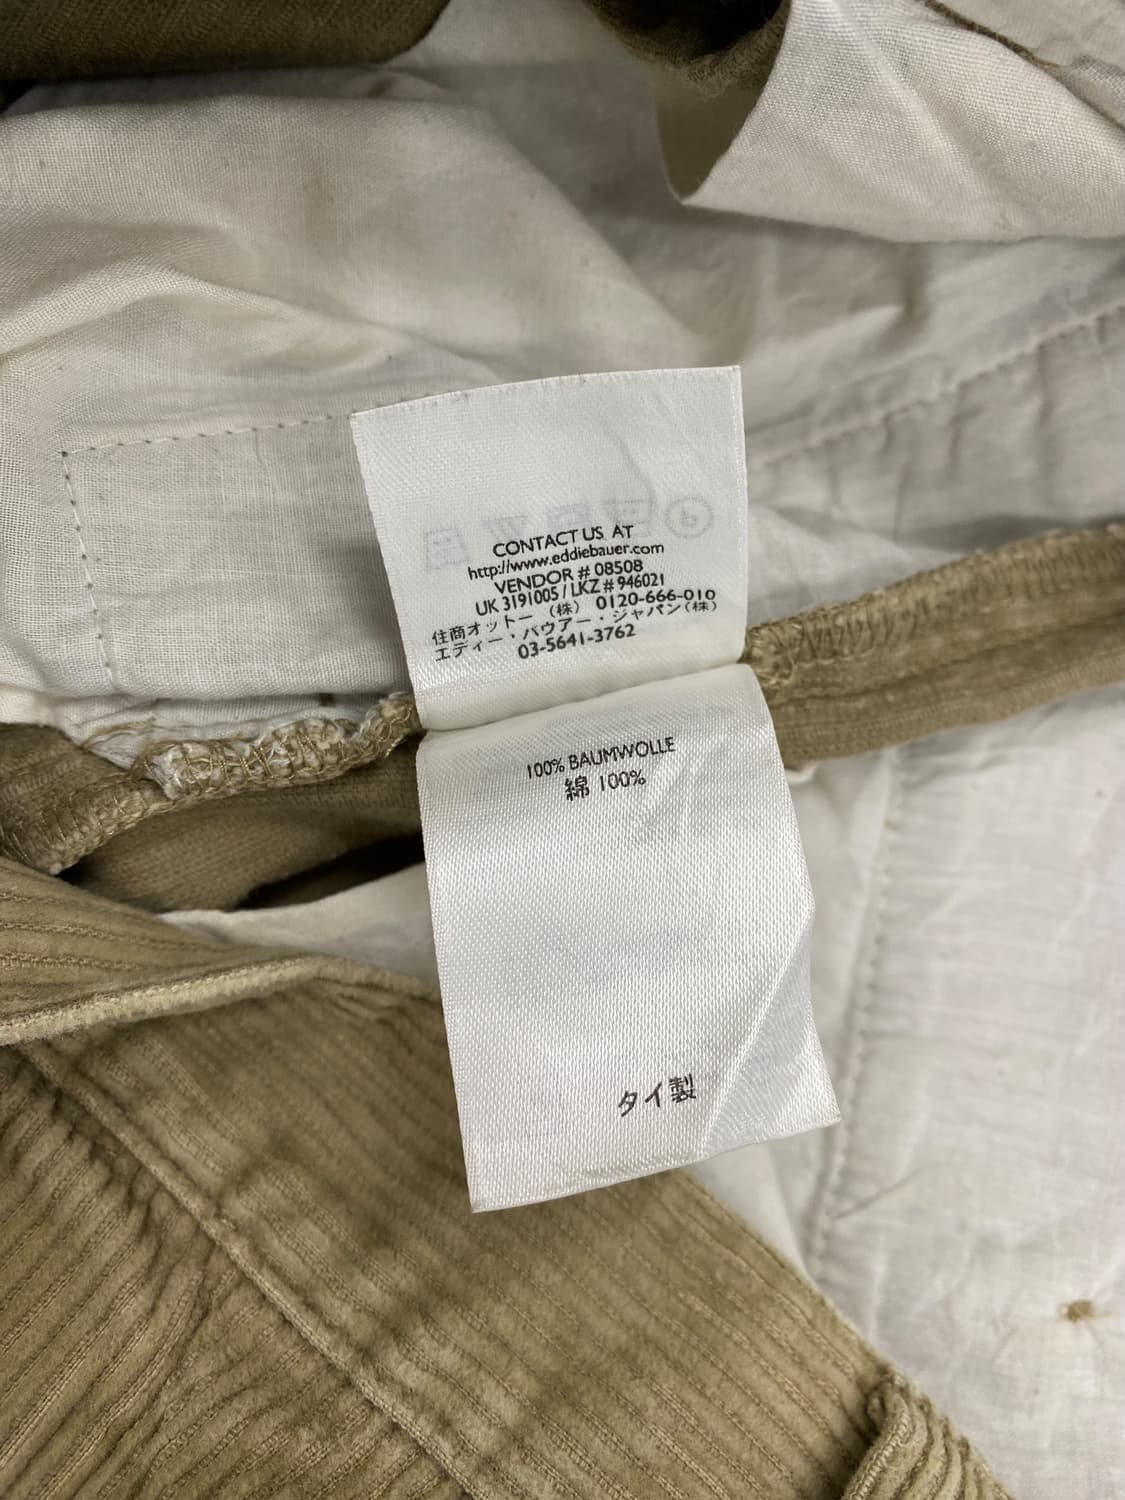 CONTACT US AT
http://www.eddiebauer.com
VENDOR # 08508
UK 3191005 / LKZ # 946021
住商オットー (株) 0120-666-010
エディー・バウアー・ジャパン(株)
03-5641-3762
100% BAUMWOLLE
綿 100%
タイ製